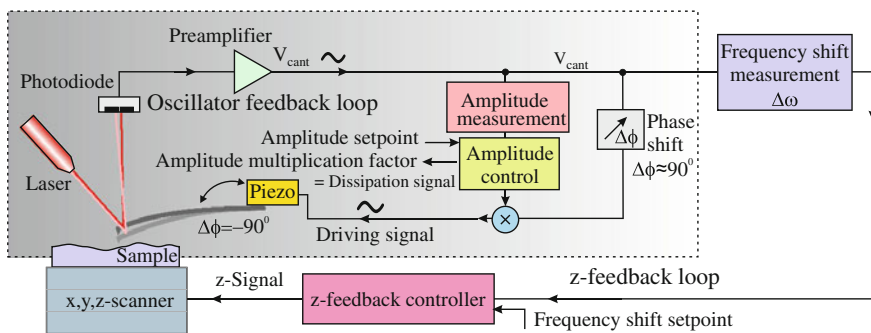 Preamplifier
V_cant
V_cant
Frequency shift
measurement
Δω
Photodiode
Oscillator feedback loop
Amplitude
measurement
Δϕ
Phase
shift
Δϕ≈90⁰
Amplitude setpoint
Amplitude multiplication factor
= Dissipation signal
Amplitude
control
Laser
Piezo
Δϕ=−90⁰
Driving signal
×
Sample
x,y,z-scanner
z-Signal
z-feedback controller
z-feedback loop
Frequency shift setpoint